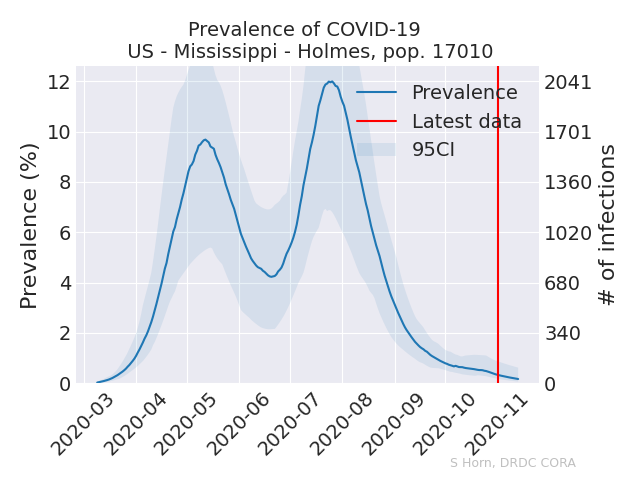 Prevalence of COVID-19
US - Mississippi - Holmes, pop. 17010
Prevalence (%)
12
10
8
6
4
2
0
2041
1701
1360
1020
680
340
0
# of infections
Prevalence
Latest data
95CI
2020-03
2020-04
2020-05
2020-06
2020-07
2020-08
2020-09
2020-10
2020-11
S Horn, DRDC CORA